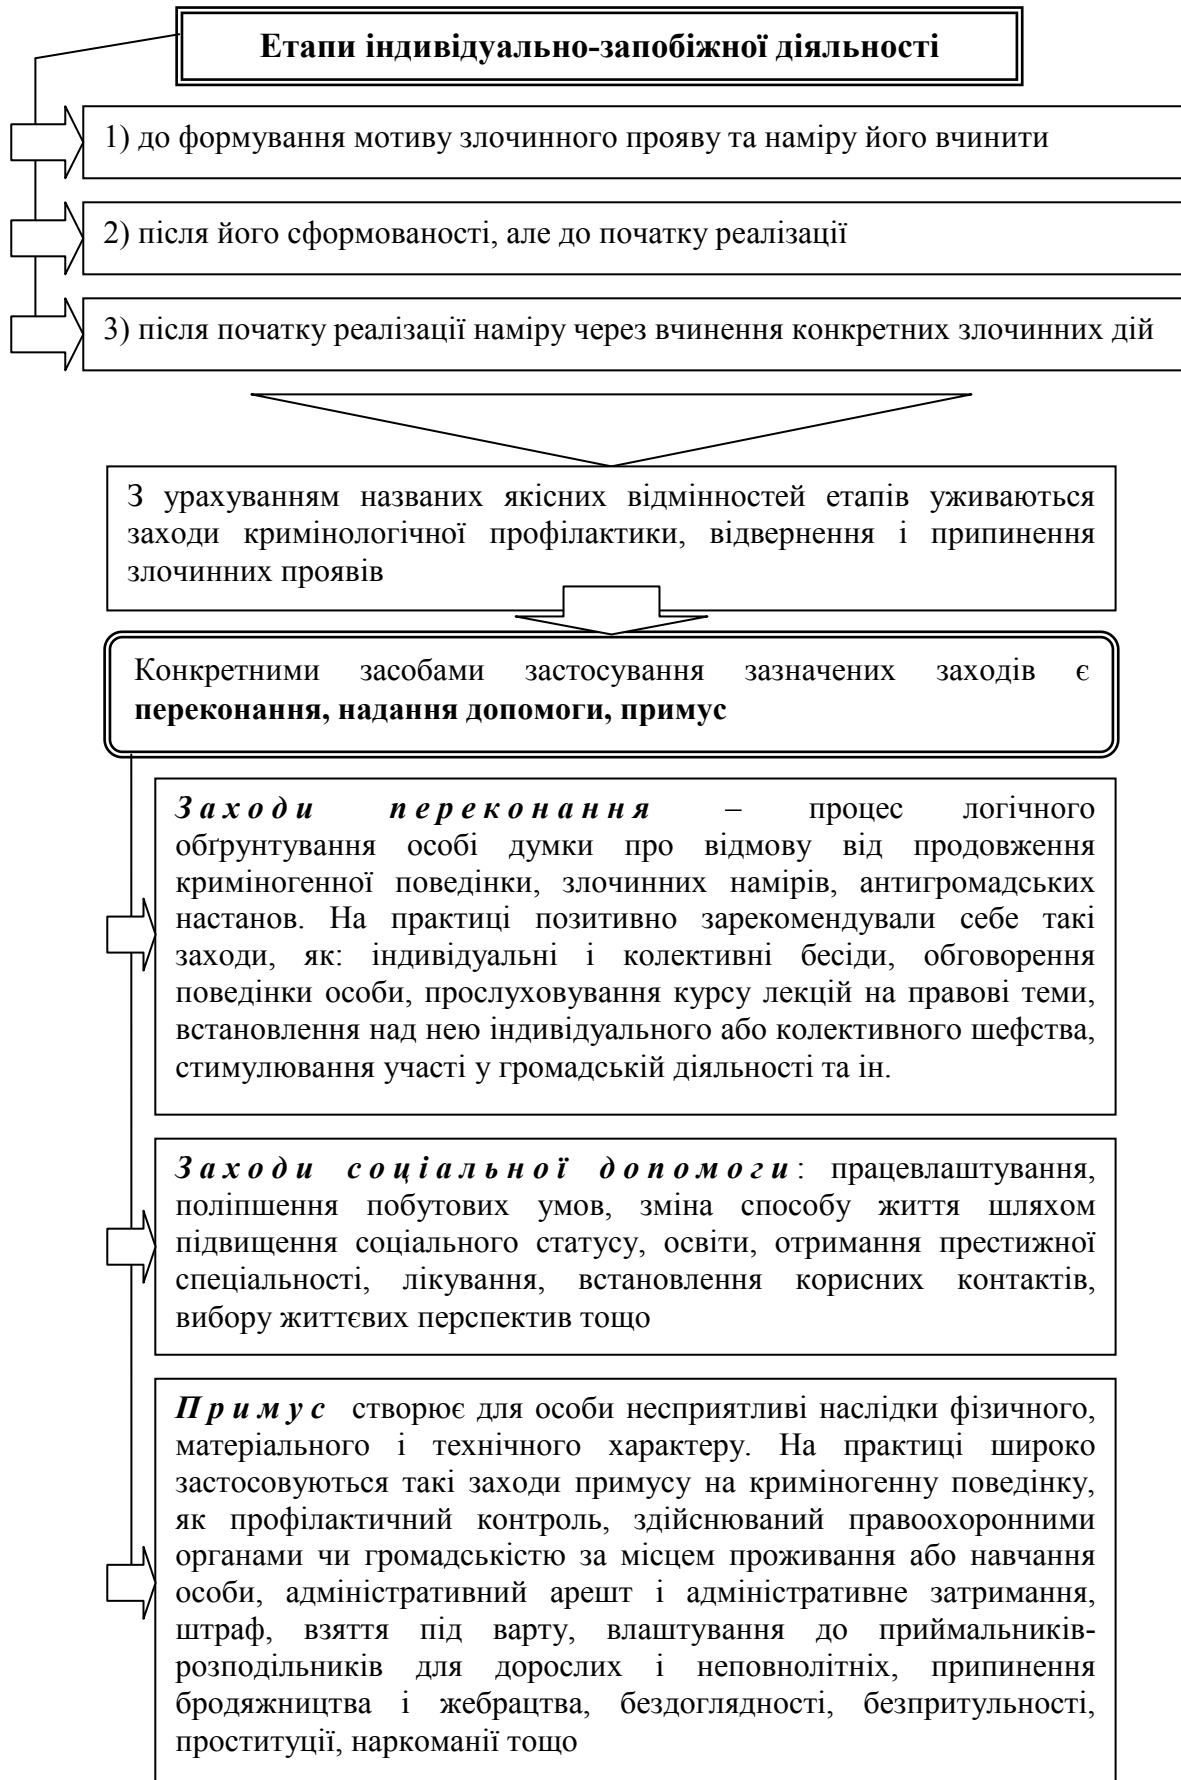 Етапи індивідуально-запобіжної діяльності
1) до формування мотиву злочинного прояву та наміру його вчинити
2) після його сформованості, але до початку реалізації
3) після початку реалізації наміру через вчинення конкретних злочинних дій
З урахуванням названих якісних відмінностей етапів уживаються
заходи кримінологічної профілактики, відвернення і припинення
злочинних проявів
Конкретними засобами застосування зазначених заходів є
переконання, надання допомоги, примус
Заходи переконання – процес логічного
обґрунтування особі думки про відмову від продовження
криміногенної поведінки, злочинних намірів, антигромадських
настанов. На практиці позитивно зарекомендували себе такі
заходи, як: індивідуальні і колективні бесіди, обговорення
поведінки особи, прослуховування курсу лекцій на правові теми,
встановлення над нею індивідуального або колективного шефства,
стимулювання участі у громадській діяльності та ін.
Заходи соціальної допомоги: працевлаштування,
поліпшення побутових умов, зміна способу життя шляхом
підвищення соціального статусу, освіти, отримання престижної
спеціальності, лікування, встановлення корисних контактів,
вибору життєвих перспектив тощо
Примус створює для особи несприятливі наслідки фізичного,
матеріального і технічного характеру. На практиці широко
застосовуються такі заходи примусу на криміногенну поведінку,
як профілактичний контроль, здійснюваний правоохоронними
органами чи громадськістю за місцем проживання або навчання
особи, адміністративний арешт і адміністративне затримання,
штраф, взяття під варту, влаштування до приймальників-
розподільників для дорослих і неповнолітніх, припинення
бродяжництва і жебрацтва, бездоглядності, безпритульності,
проституції, наркоманії тощо